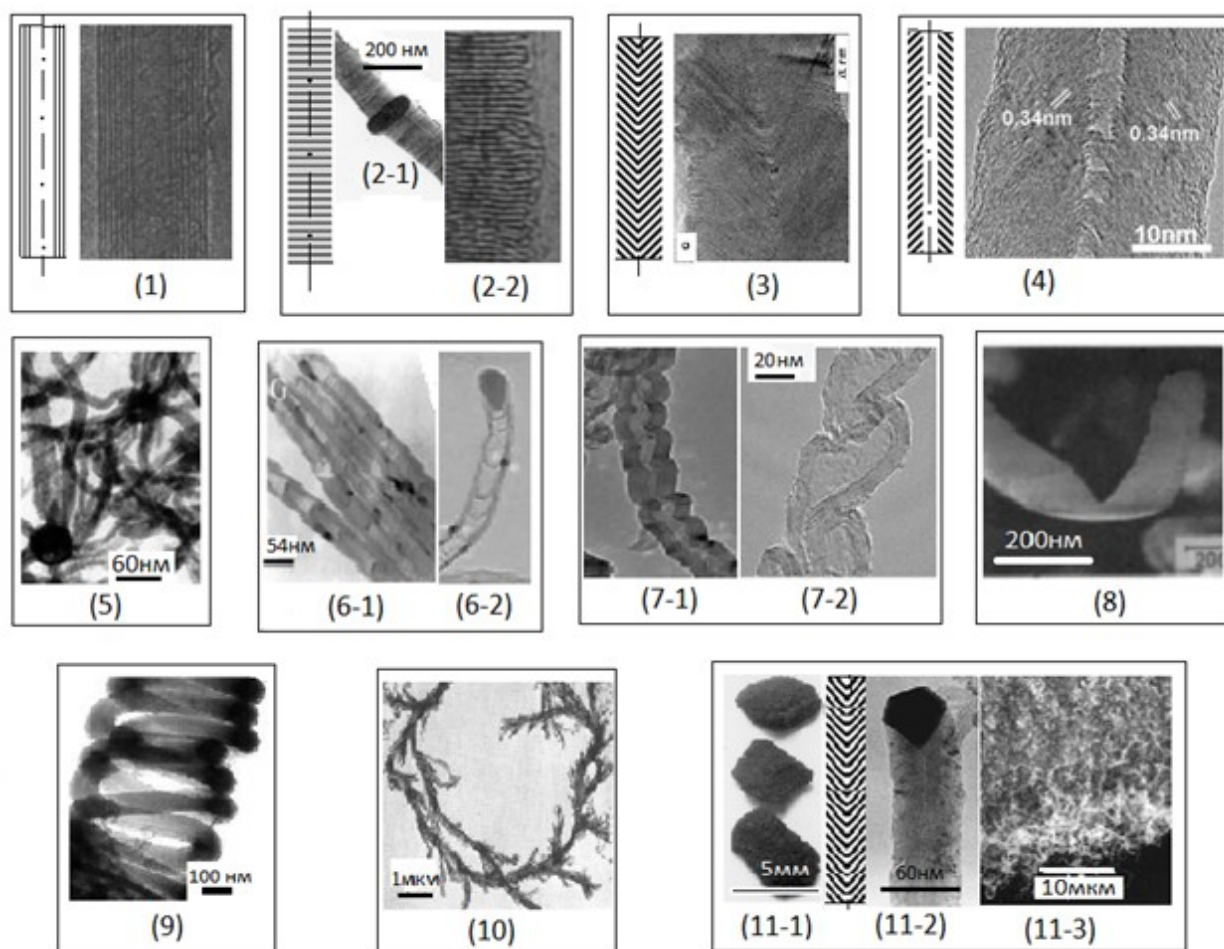 (1)
200 нм
(2-1)
(2-2)
(3)
0.34nm
0.34nm
10nm
(4)
60нм
(5)
54нм
(6-1)
(6-2)
20нм
(7-1)
(7-2)
200нм
(8)
100 нм
(9)
1мкм
(10)
5мм
60нм
10мкм
(11-1)
(11-2)
(11-3)